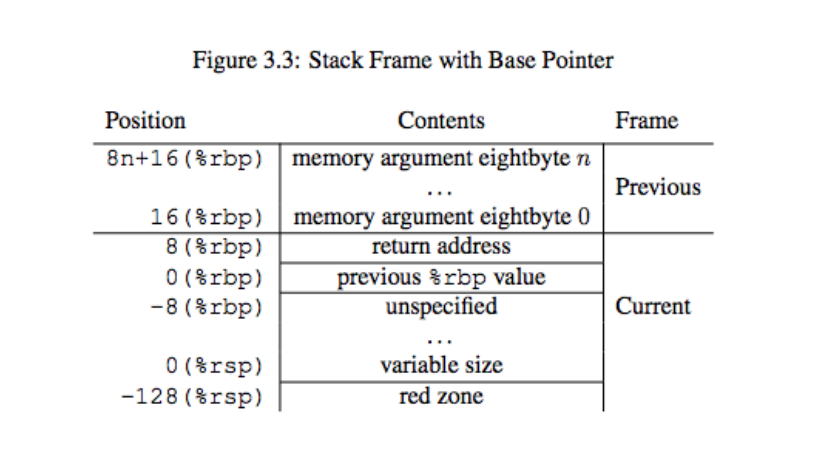 Figure 3.3: Stack Frame with Base Pointer
Position Contents Frame
8n+16(%rbp) memory argument eightbyte n
... Previous
16(%rbp) memory argument eightbyte 0
8(%rbp) return address
0(%rbp) previous %rbp value
-8(%rbp) unspecified Current
...
0(%rsp) variable size
-128(%rsp) red zone